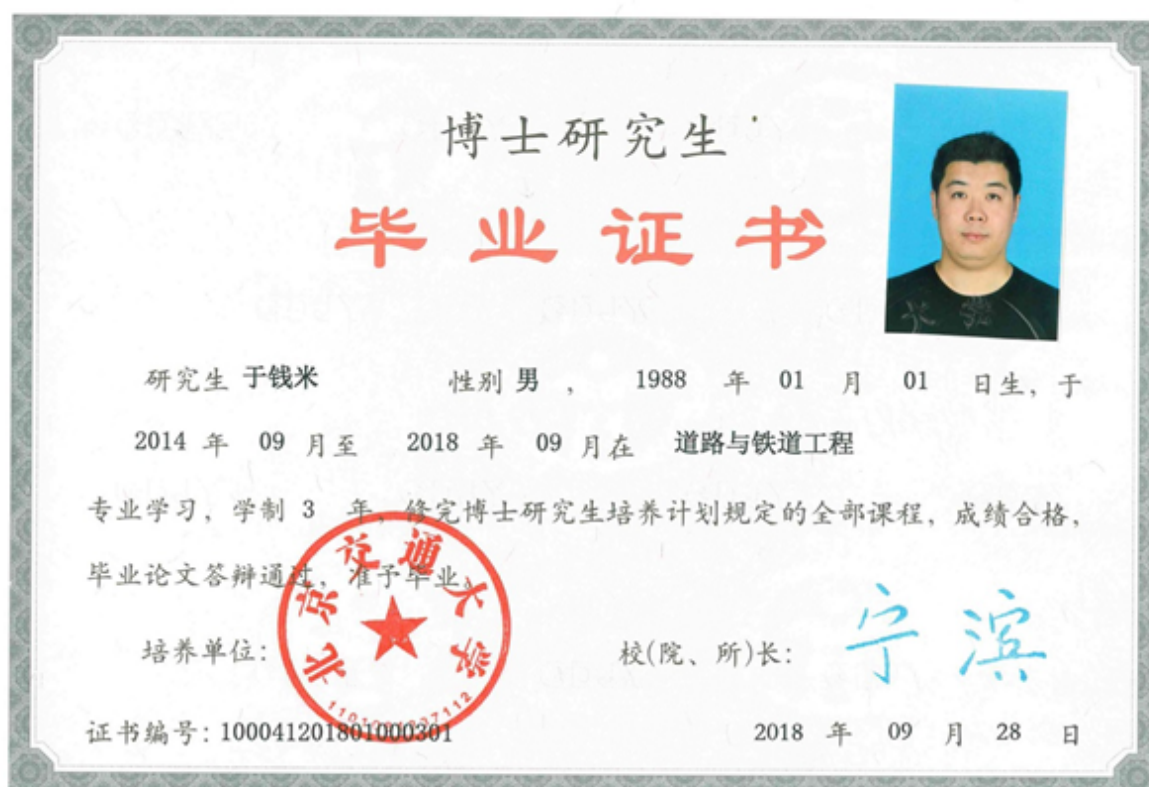 博士研究生
毕业证书
研究生 于钱米 性别 男 , 1988 年 01 月 01 日生, 于
2014 年 09 月至 2018 年 09 月在 道路与铁道工程
专业学习, 学制 3 年, 修完博士研究生培养计划规定的全部课程, 成绩合格,
毕业论文答辩通过, 准予毕业。
北京交通大学
培养单位:
校(院、所)长: 宁滨
证书编号: 100041201801000301
2018 年 09 月 28 日